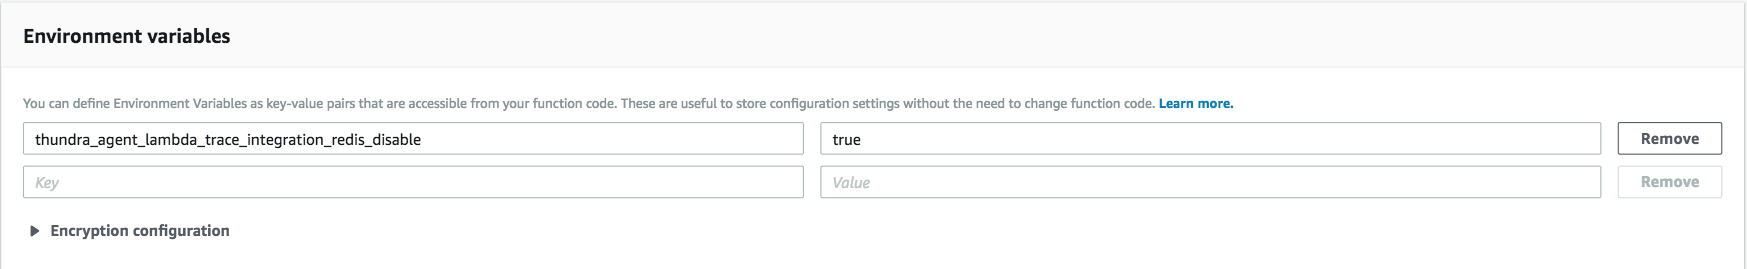 Environment variables
You can define Environment Variables as key-value pairs that are accessible from your function code. These are useful to store configuration settings without the need to change function code. Learn more.
thundra_agent_lambda_trace_integration_redis_disable true Remove
Key Value Remove
Encryption configuration